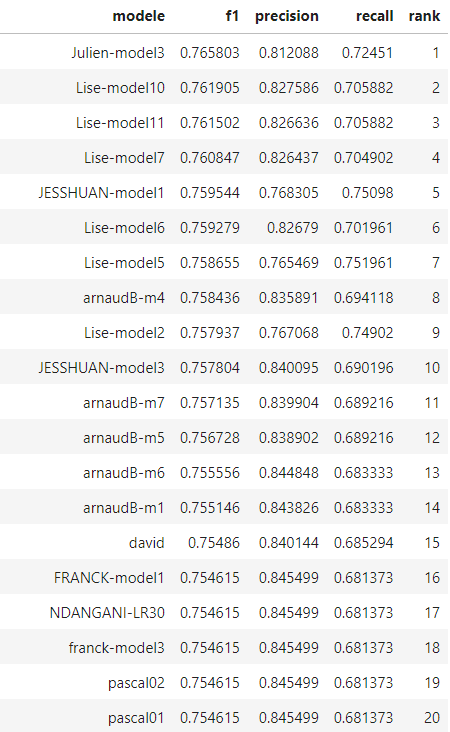 modele f1 precision recall rank
Julien-model3 0.765803 0.812088 0.72451 1
Lise-model10 0.761905 0.827586 0.705882 2
Lise-model11 0.761502 0.826636 0.705882 3
Lise-model7 0.760847 0.826437 0.704902 4
JESSHUAN-model1 0.759544 0.768305 0.75098 5
Lise-model6 0.759279 0.82679 0.701961 6
Lise-model5 0.758655 0.765469 0.751961 7
arnaudB-m4 0.758436 0.835891 0.694118 8
Lise-model2 0.757937 0.767068 0.74902 9
JESSHUAN-model3 0.757804 0.840095 0.690196 10
arnaudB-m7 0.757135 0.839904 0.689216 11
arnaudB-m5 0.756728 0.838902 0.689216 12
arnaudB-m6 0.755556 0.844848 0.683333 13
arnaudB-m1 0.755146 0.843826 0.683333 14
david 0.75486 0.840144 0.685294 15
FRANCK-model1 0.754615 0.845499 0.681373 16
NDANGANI-LR30 0.754615 0.845499 0.681373 17
franck-model3 0.754615 0.845499 0.681373 18
pascal02 0.754615 0.845499 0.681373 19
pascal01 0.754615 0.845499 0.681373 20